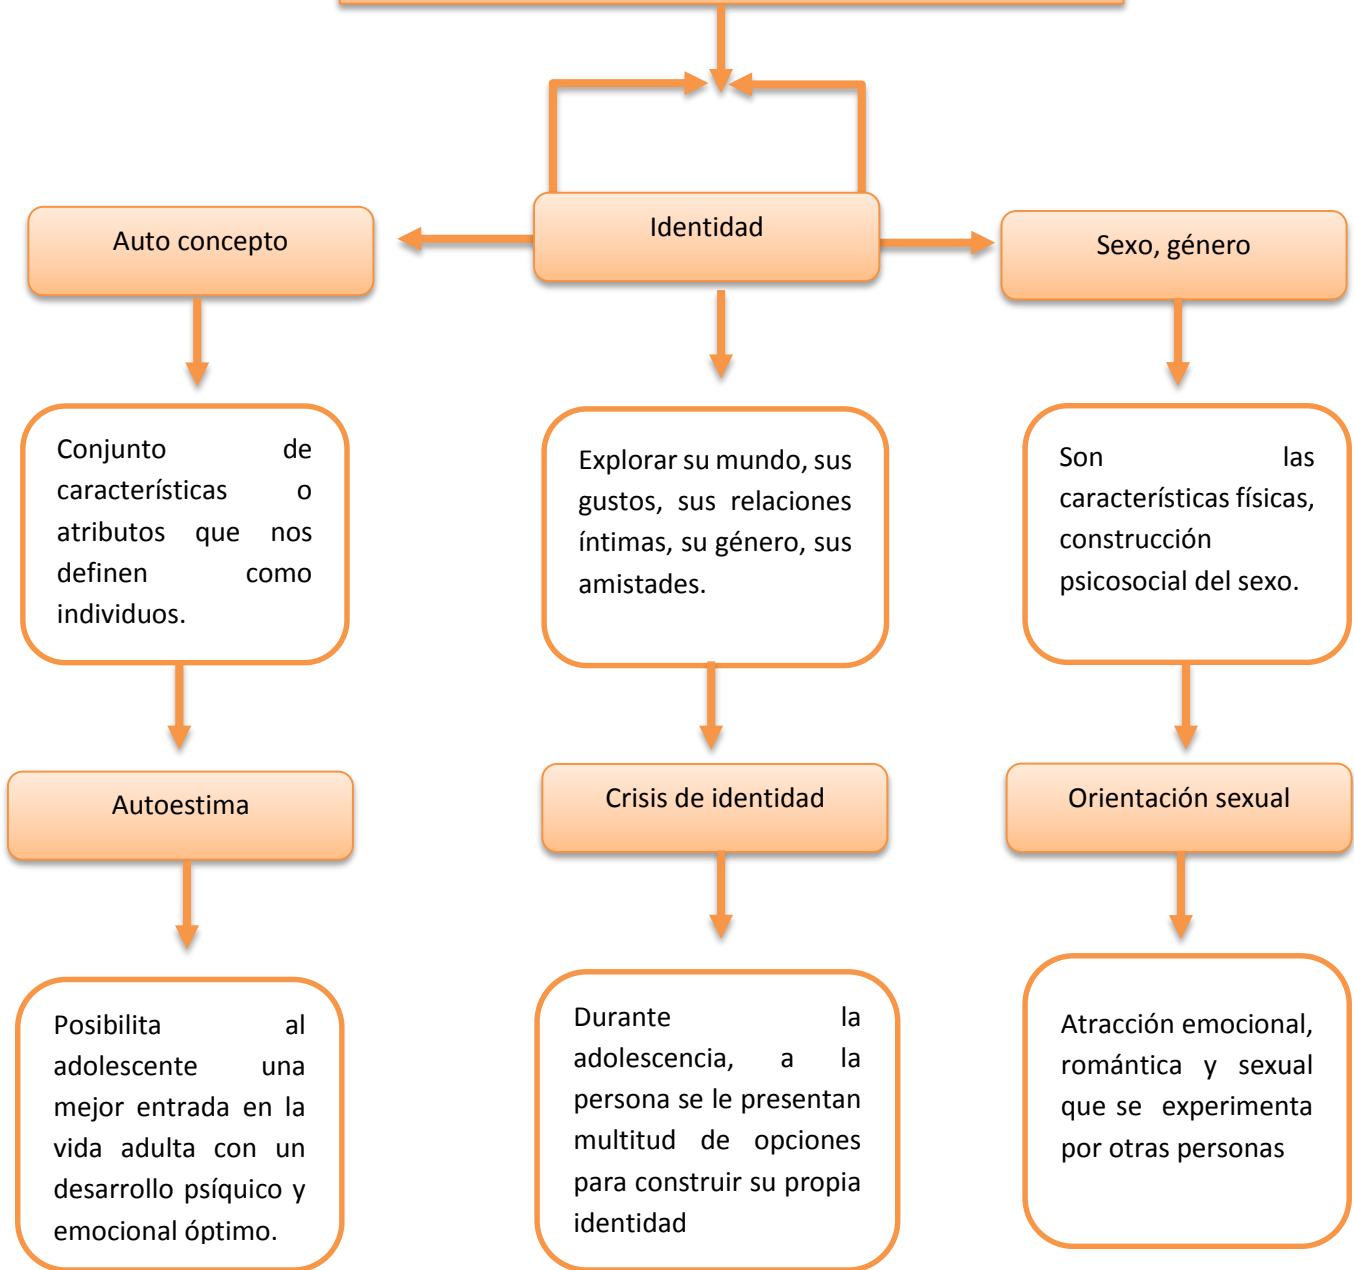 Identidad
Auto concepto
Sexo, género
Conjunto de
características o
atributos que nos
definen como
individuos.
Explorar su mundo, sus
gustos, sus relaciones
íntimas, su género, sus
amistades.
Son las
características físicas,
construcción
psicosocial del sexo.
Autoestima
Crisis de identidad
Orientación sexual
Posibilita al
adolescente una
mejor entrada en la
vida adulta con un
desarrollo psíquico y
emocional óptimo.
Durante la
adolescencia, a la
persona se le presentan
multitud de opciones
para construir su propia
identidad
Atracción emocional,
romántica y sexual
que se experimenta
por otras personas